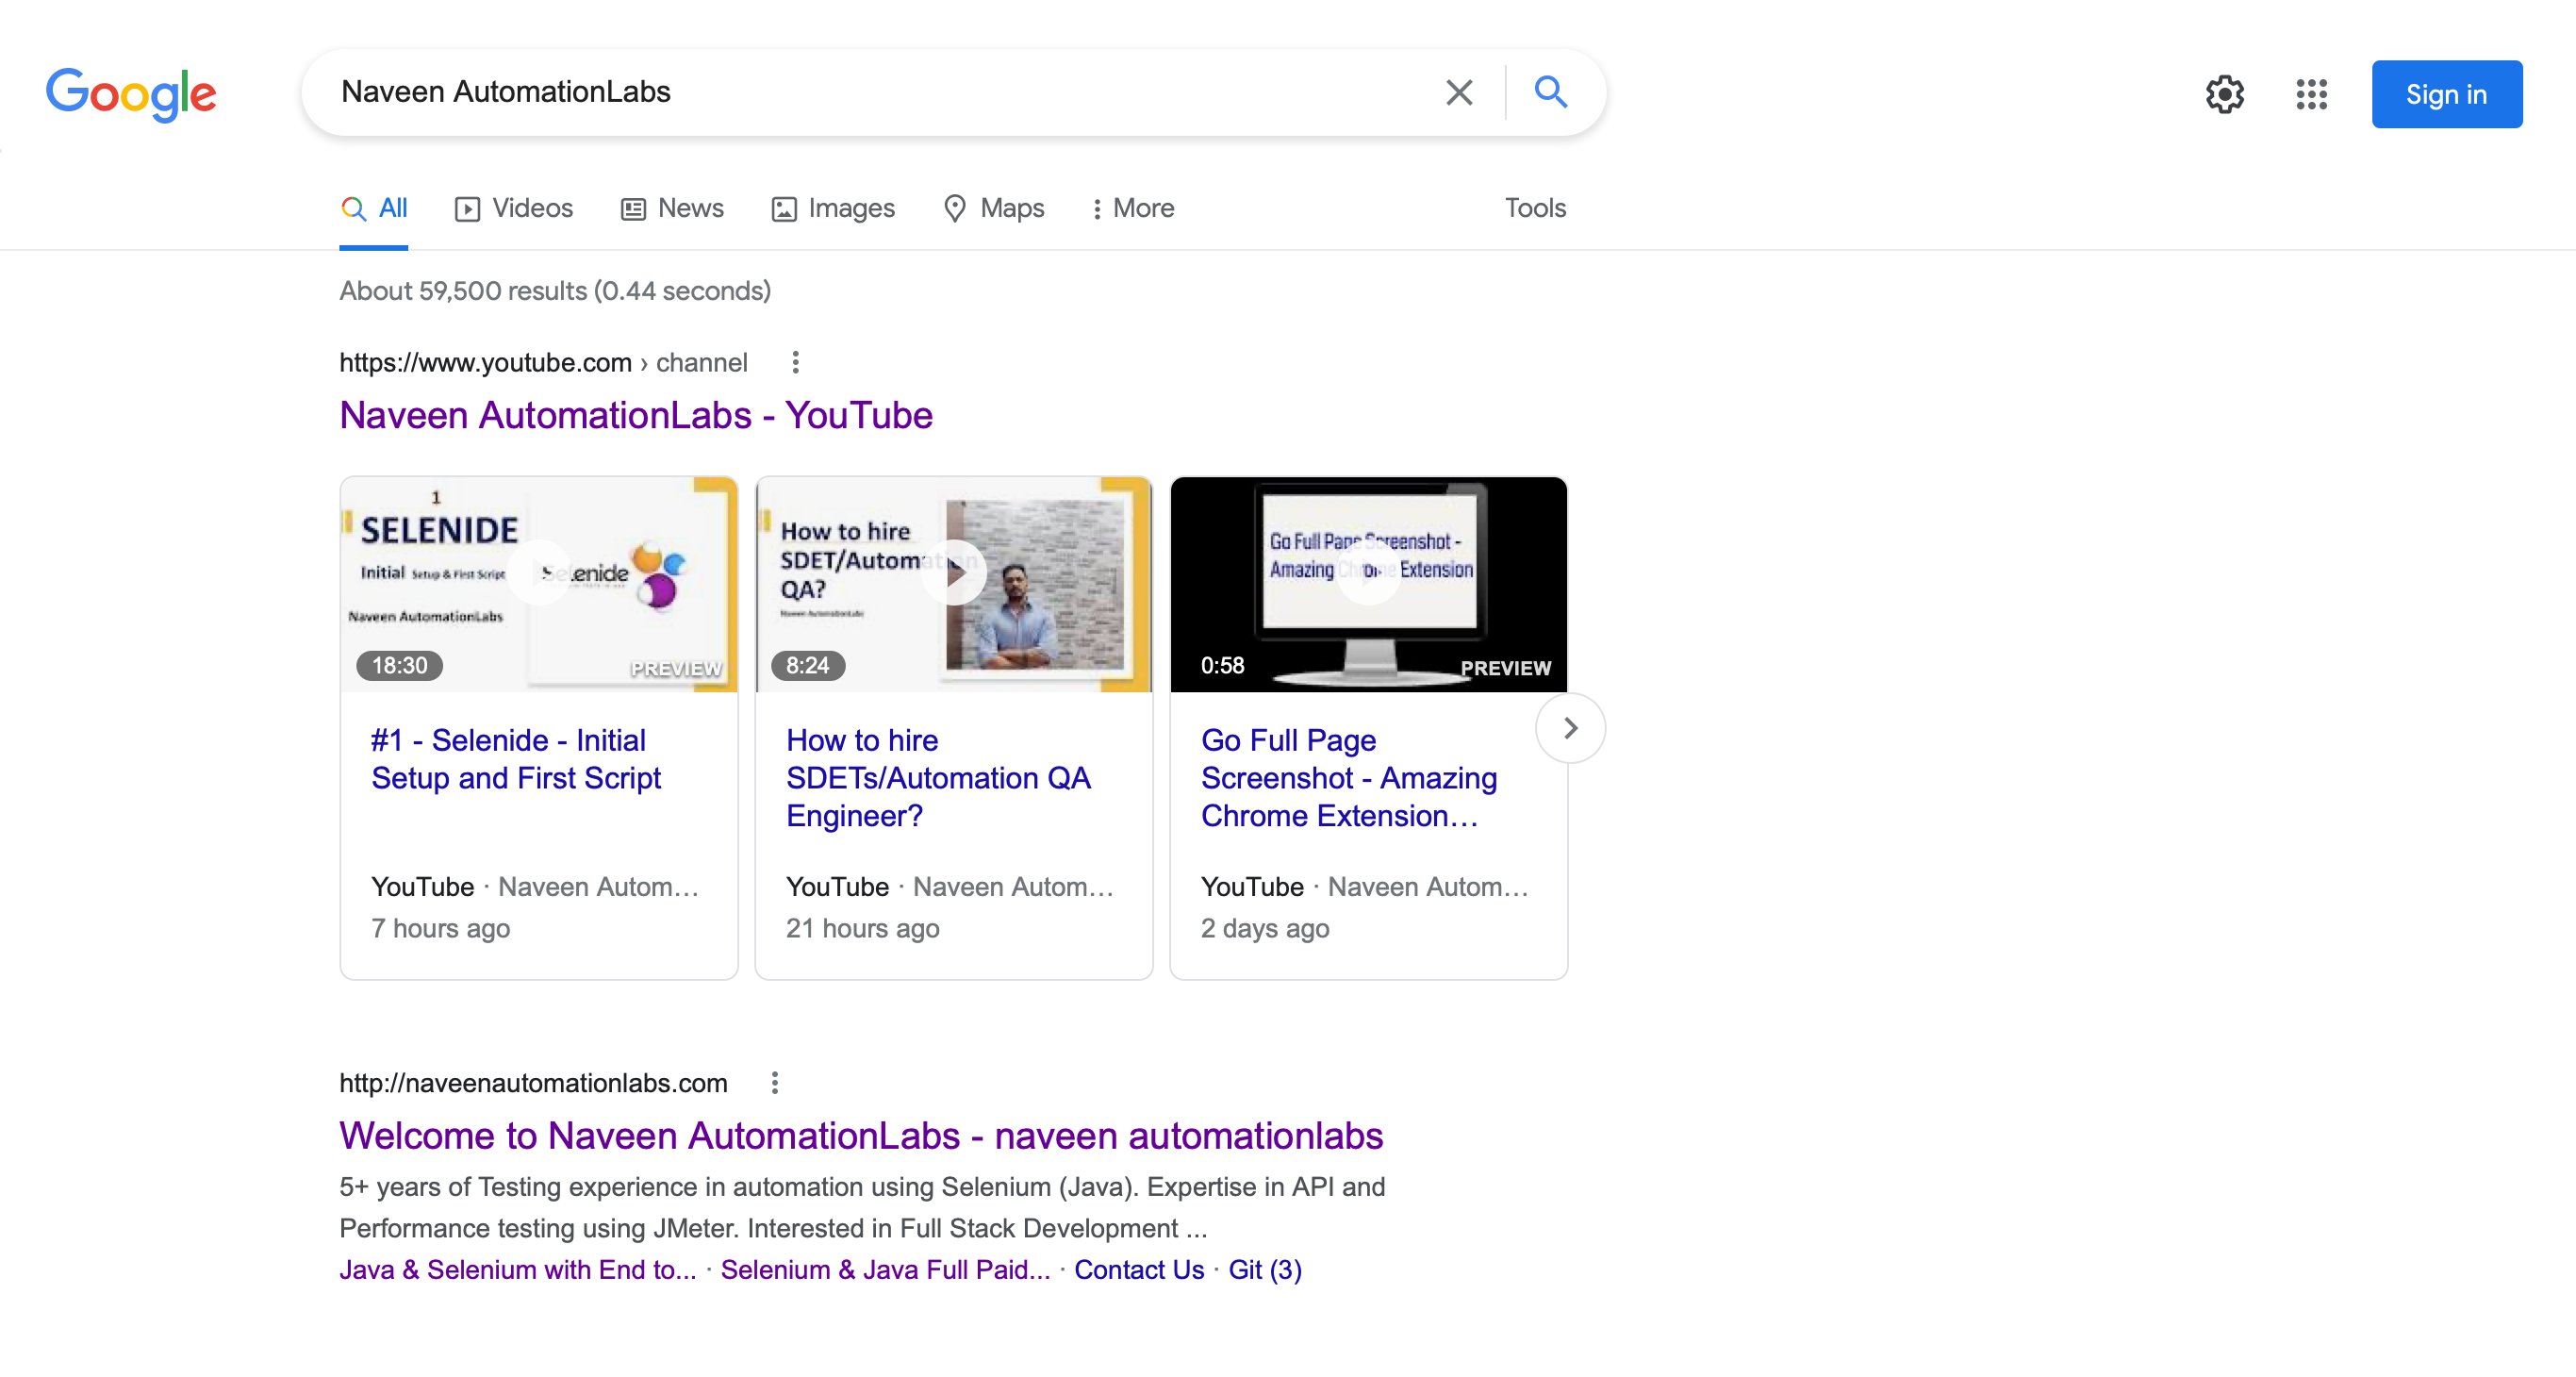 Google
Naveen AutomationLabs
Sign in
All
Videos
News
Images
Maps
More
Tools
About 59,500 results (0.44 seconds)
https://www.youtube.com › channel
Naveen AutomationLabs - YouTube
1
SELENIDE
Initial Setup & First Script
Naveen AutomationLabs
18:30
PREVIEW
How to hire
SDET/Automation
QA?
Naveen AutomationLabs
8:24
Go Full Page Screenshot -
Amazing Chrome Extension
0:58
PREVIEW
#1 - Selenide - Initial
Setup and First Script
YouTube · Naveen Autom...
7 hours ago
How to hire
SDETs/Automation QA
Engineer?
YouTube · Naveen Autom...
21 hours ago
Go Full Page
Screenshot - Amazing
Chrome Extension...
YouTube · Naveen Autom...
2 days ago
http://naveenautomationlabs.com
Welcome to Naveen AutomationLabs - naveen automationlabs
5+ years of Testing experience in automation using Selenium (Java). Expertise in API and
Performance testing using JMeter. Interested in Full Stack Development ...
Java & Selenium with End to... · Selenium & Java Full Paid... · Contact Us · Git (3)